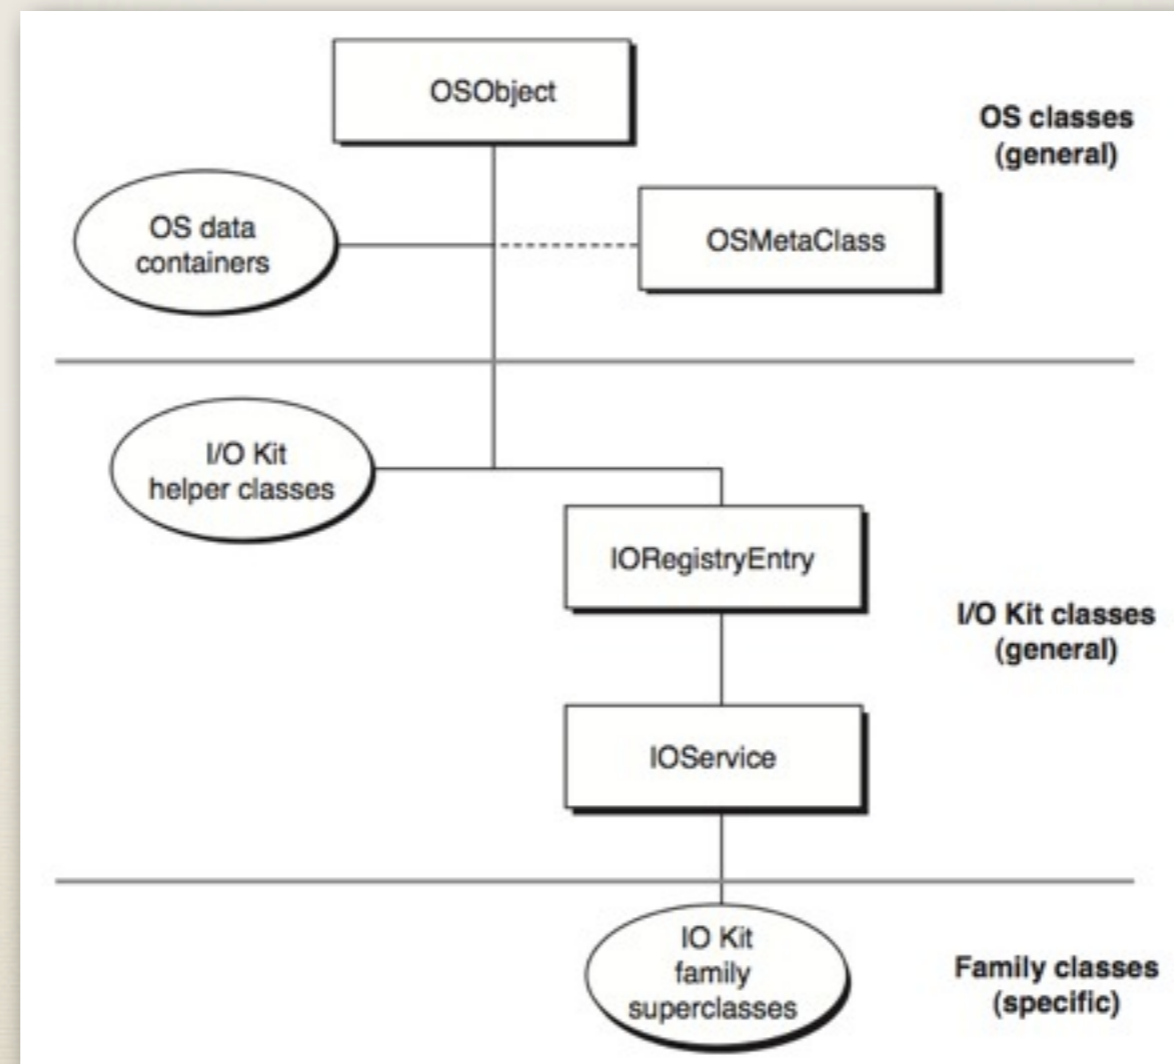 OSObject
OS classes
(general)
OS data
containers
OSMetaClass
I/O Kit
helper classes
IORegistryEntry
I/O Kit classes
(general)
IOService
IO Kit
family
superclasses
Family classes
(specific)